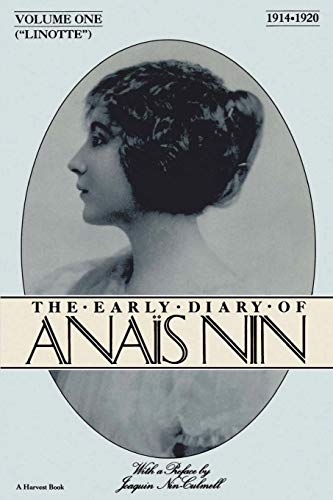 VOLUME ONE
("LINOTTE")
1914•1920
THE•EARLY•DIARY•OF
ANAÏS NIN
With a Preface by
Joaquin Nin-Culmell
A Harvest Book